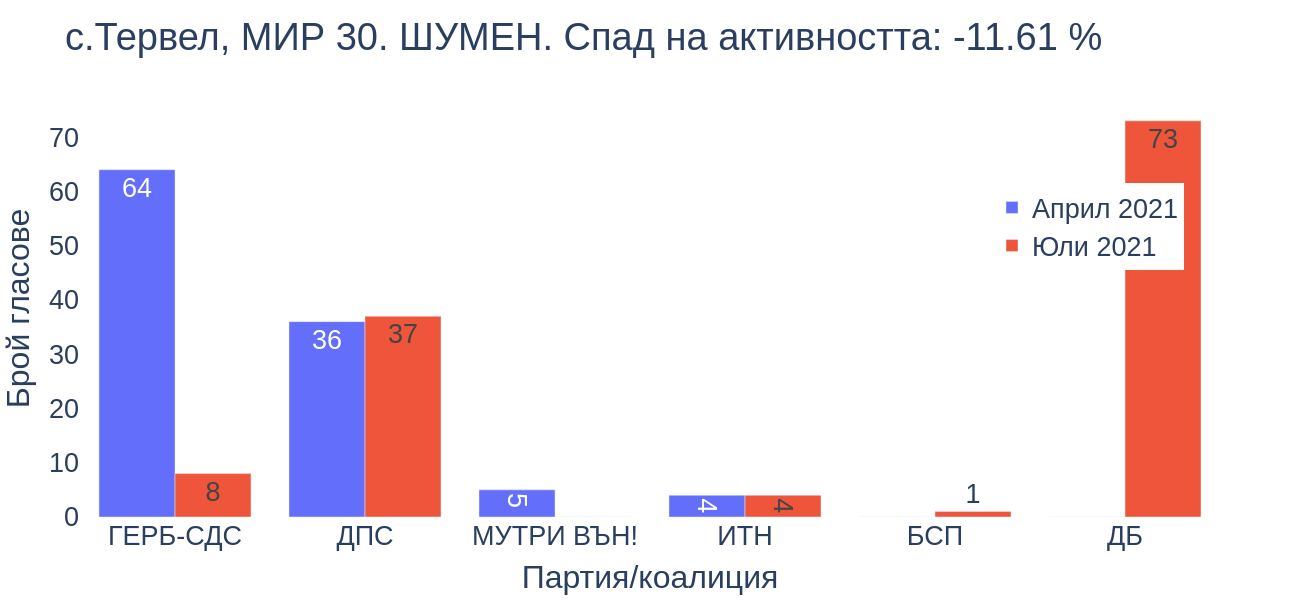 с.Тервел, МИР 30. ШУМЕН. Спад на активността: -11.61 %
Брой гласове
70
60
50
40
30
20
10
0
64
8
36
37
5
4
4
1
73
Април 2021
Юли 2021
ГЕРБ-СДС
ДПС
МУТРИ ВЪН!
ИТН
БСП
ДБ
Партия/коалиция